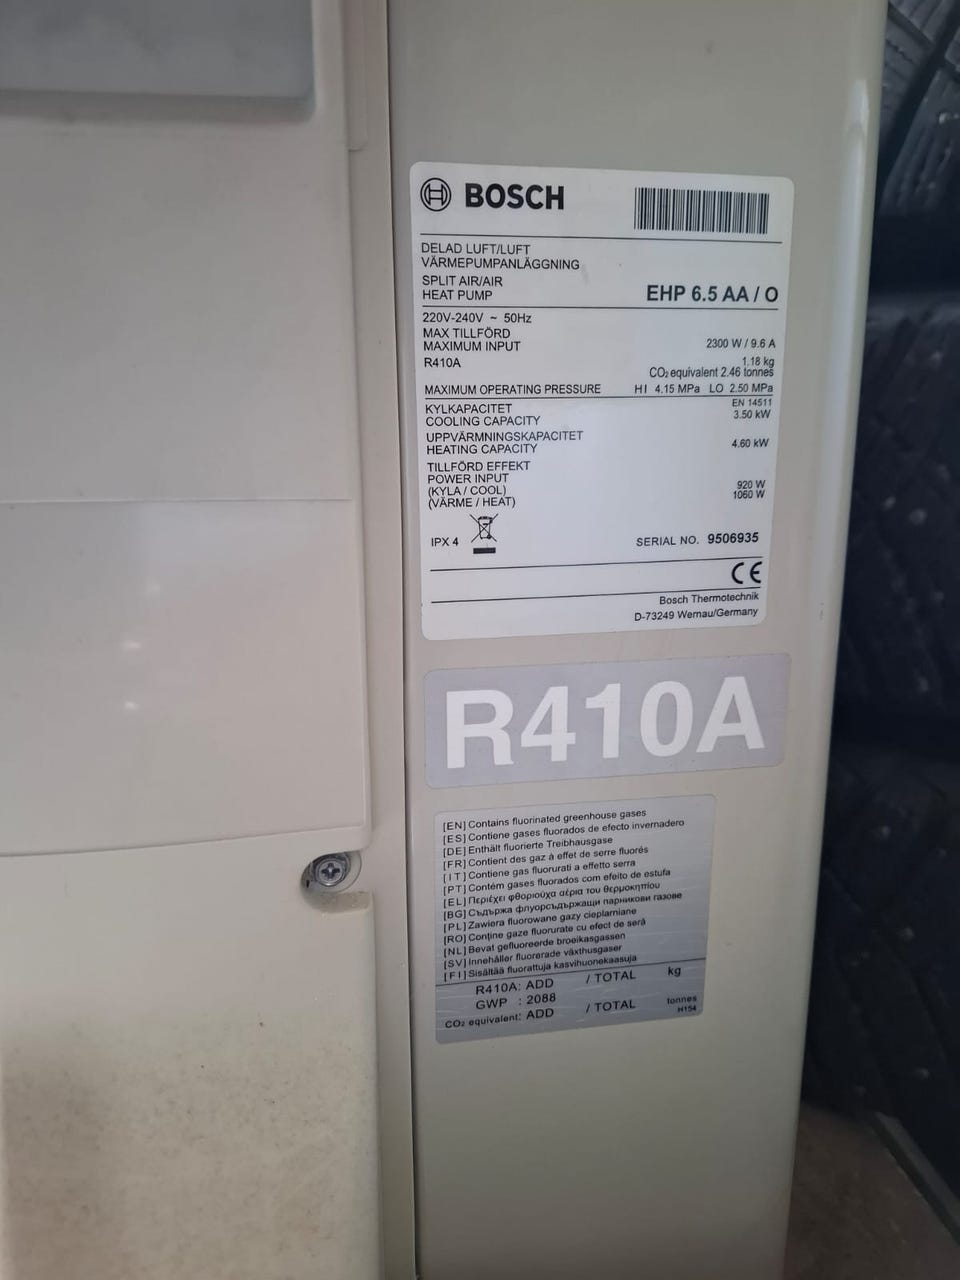 BOSCH
DELAD LUFT/LUFT
VÄRMEPUMPANLÄGGNING
SPLIT AIR/AIR
HEAT PUMP EHP 6.5 AA / O
220V-240V ~ 50Hz
MAX TILLFÖRD
MAXIMUM INPUT 2300 W / 9.6 A
R410A 1.18 kg
CO₂ equivalent 2.46 tonnes
MAXIMUM OPERATING PRESSURE HI 4.15 MPa LO 2.50 MPa
EN 14511
KYLKAPACITET
COOLING CAPACITY 3.50 kW
UPPVÄRMNINGSKAPACITET
HEATING CAPACITY 4.60 kW
TILLFÖRD EFFEKT
POWER INPUT
(KYLA / COOL) 920 W
(VÄRME / HEAT) 1060 W
IPX 4 SERIAL NO. 9506935
CE
Bosch Thermotechnik
D-73249 Wernau/Germany
R410A
[EN] Contains fluorinated greenhouse gases
[ES] Contiene gases fluorados de efecto invernadero
[DE] Enthält fluorierte Treibhausgase
[FR] Contient des gaz à effet de serre fluorés
[IT] Contiene gas fluorurati a effetto serra
[PT] Contém gases fluorados com efeito de estufa
[EL] Περιέχει φθοριούχα αέρια του θερμοκηπίου
[BG] Съдържа флуорсъдържащи парникови газове
[PL] Zawiera fluorowane gazy cieplarniane
[RO] Conţine gaze fluorurate cu efect de seră
[NL] Bevat gefluoreerde broeikasgassen
[SV] Innehåller fluorerade växthusgaser
[FI] Sisältää fluorattuja kasvihuonekaasuja
R410A: ADD / TOTAL kg
GWP : 2088
CO₂ equivalent: ADD / TOTAL tonnes
H154